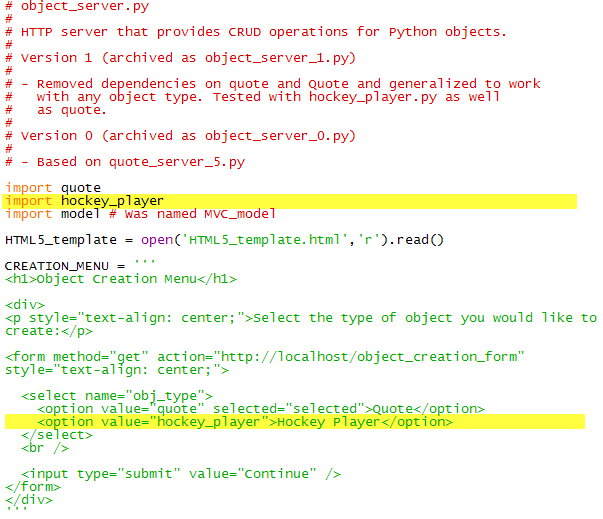 # object_server.py
#
# HTTP server that provides CRUD operations for Python objects.
#
# Version 1 (archived as object_server_1.py)
#
# - Removed dependencies on quote and Quote and generalized to work
#   with any object type. Tested with hockey_player.py as well
#   as quote.
#
# Version 0 (archived as object_server_0.py)
#
# - Based on quote_server_5.py

import quote
import hockey_player
import model # Was named MVC_model

HTML5_template = open('HTML5_template.html','r').read()

CREATION_MENU = '''
<h1>Object Creation Menu</h1>

<div>
<p style="text-align: center;">Select the type of object you would like to
create:</p>

<form method="get" action="http://localhost/object_creation_form"
style="text-align: center;">

  <select name="obj_type">
    <option value="quote" selected="selected">Quote</option>
    <option value="hockey_player">Hockey Player</option>
  </select>
  <br />

  <input type="submit" value="Continue" />
</form>
</div>
'''